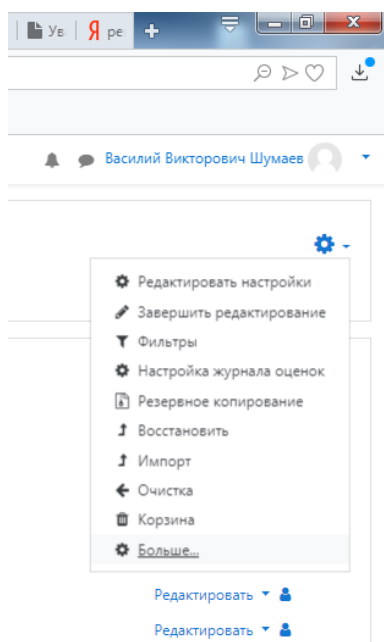 Ув
Я ре
Василий Викторович Шумаев
Редактировать настройки
Завершить редактирование
Фильтры
Настройка журнала оценок
Резервное копирование
Восстановить
Импорт
Очистка
Корзина
Больше...
Редактировать
Редактировать